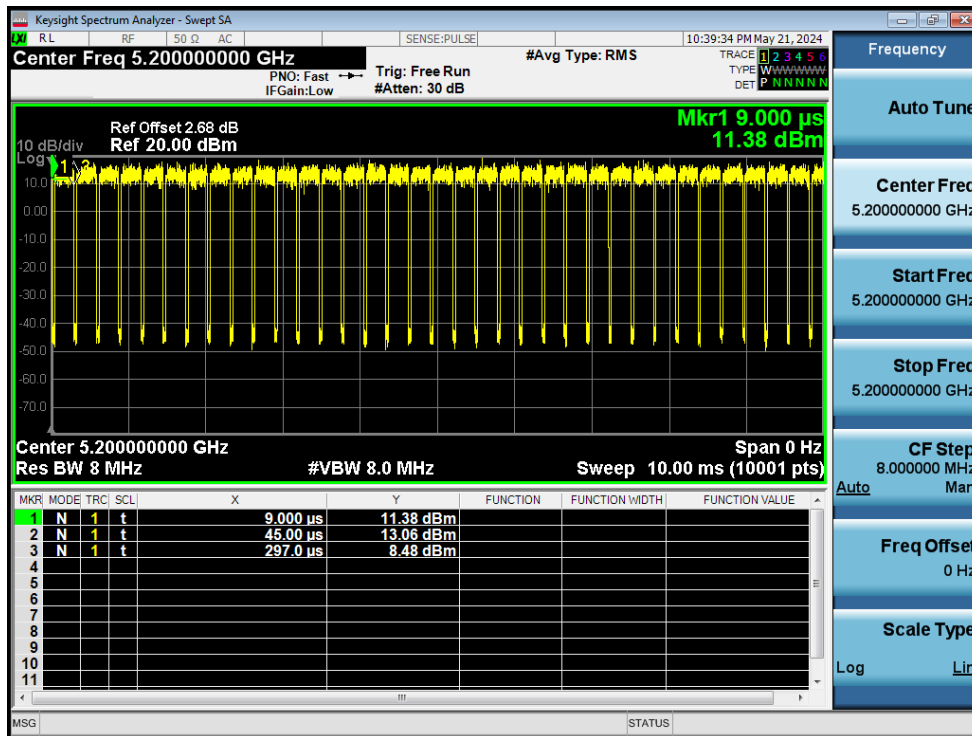 Keysight Spectrum Analyzer - Swept SA
LXI RL RF 50 Ω AC SENSE:PULSE 10:39:34 PM May 21, 2024
Center Freq 5.200000000 GHz
#Avg Type: RMS
TRACE 1 2 3 4 5 6
PNO: Fast Trig: Free Run
TYPE WWWWWW
IFGain:Low #Atten: 30 dB
DET P N N N N N
Mkr1 9.000 µs
11.38 dBm
Ref Offset 2.68 dB
10 dB/div Ref 20.00 dBm
Log
1 3
10.0
0.00
-10.0
-20.0
-30.0
-40.0
-50.0
-60.0
-70.0
Center 5.200000000 GHz Span 0 Hz
Res BW 8 MHz #VBW 8.0 MHz Sweep 10.00 ms (10001 pts)
MKR MODE TRC SCL X Y FUNCTION FUNCTION WIDTH FUNCTION VALUE
1 N 1 t 9.000 µs 11.38 dBm
2 N 1 t 45.00 µs 13.06 dBm
3 N 1 t 297.0 µs 8.48 dBm
4
5
6
7
8
9
10
11
MSG STATUS
Frequency
Auto Tune
Center Freq
5.200000000 GHz
Start Freq
5.200000000 GHz
Stop Freq
5.200000000 GHz
CF Step
8.000000 MHz
Auto Man
Freq Offset
0 Hz
Scale Type
Log Lin